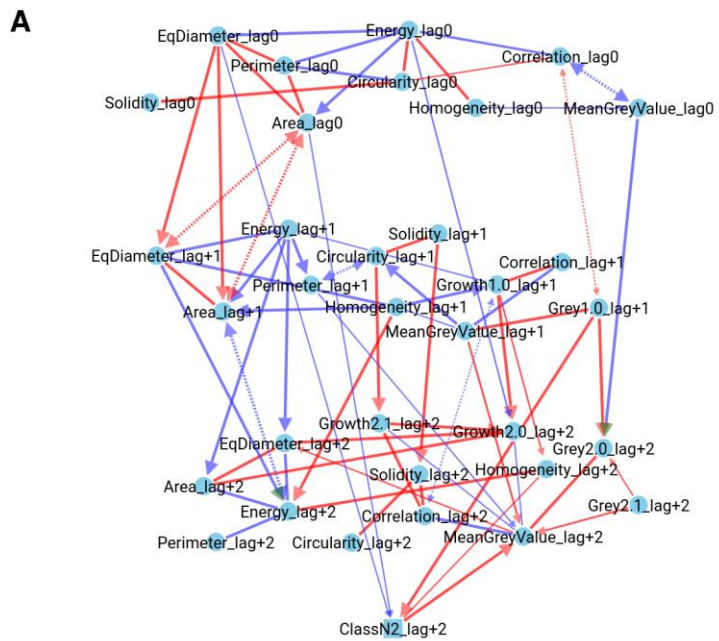 A
EqDiameter_lag0
Energy_lag0
Correlation_lag0
Perimeter_lag0
Circularity_lag0
Solidity_lag0
Homogeneity_lag0
MeanGreyValue_lag0
Area_lag0
Energy_lag+1
Solidity_lag+1
EqDiameter_lag+1
Circularity_lag+1
Correlation_lag+1
Perimeter_lag+1
Growth1.0_lag+1
Area_lag+1
Homogeneity_lag+1
Grey1.0_lag+1
MeanGreyValue_lag+1
Growth2.1_lag+2
Growth2.0_lag+2
EqDiameter_lag+2
Grey2.0_lag+2
Solidity_lag+2
Homogeneity_lag+2
Area_lag+2
Energy_lag+2
Correlation_lag+2
Grey2.1_lag+2
Perimeter_lag+2
Circularity_lag+2
MeanGreyValue_lag+2
ClassN2_lag+2